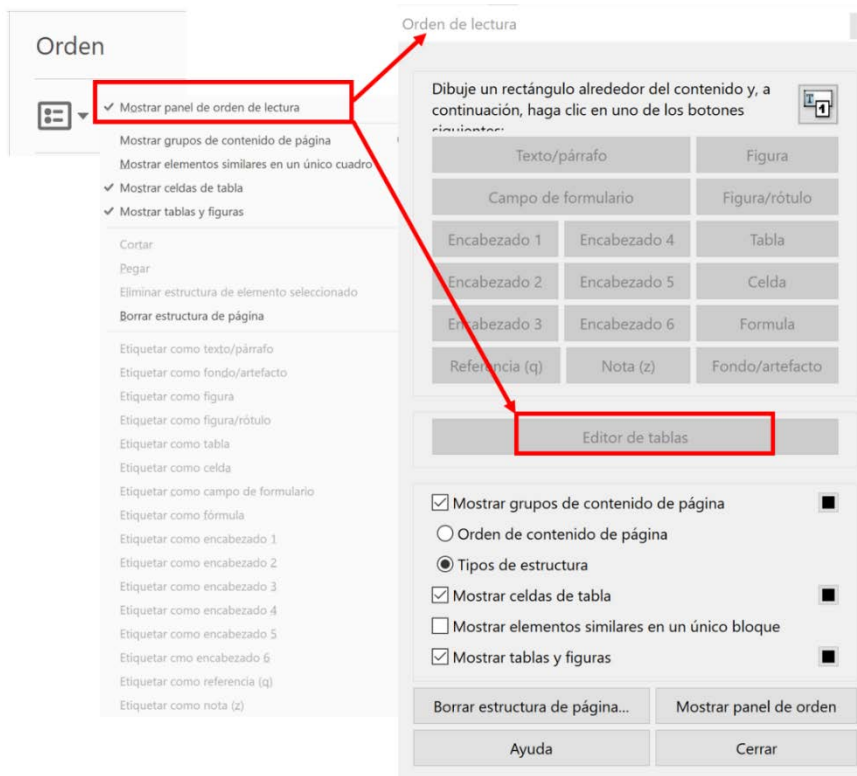 Orden
✓ Mostrar panel de orden de lectura
Mostrar grupos de contenido de página
Mostrar elementos similares en un único cuadro
✓ Mostrar celdas de tabla
✓ Mostrar tablas y figuras
Cortar
Pegar
Eliminar estructura de elemento seleccionado
Borrar estructura de página
Etiquetar como texto/párrafo
Etiquetar como fondo/artefacto
Etiquetar como figura
Etiquetar como figura/rótulo
Etiquetar como tabla
Etiquetar como celda
Etiquetar como campo de formulario
Etiquetar como fórmula
Etiquetar como encabezado 1
Etiquetar como encabezado 2
Etiquetar como encabezado 3
Etiquetar como encabezado 4
Etiquetar como encabezado 5
Etiquetar cmo encabezado 6
Etiquetar como referencia (q)
Etiquetar como nota (z)
Orden de lectura
Dibuje un rectángulo alrededor del contenido y, a
continuación, haga clic en uno de los botones
siguientes:
Texto/párrafo Figura
Campo de formulario Figura/rótulo
Encabezado 1 Encabezado 4 Tabla
Encabezado 2 Encabezado 5 Celda
Encabezado 3 Encabezado 6 Formula
Referencia (q) Nota (z) Fondo/artefacto
Editor de tablas
Mostrar grupos de contenido de página
Orden de contenido de página
Tipos de estructura
Mostrar celdas de tabla
Mostrar elementos similares en un único bloque
Mostrar tablas y figuras
Borrar estructura de página... Mostrar panel de orden
Ayuda Cerrar